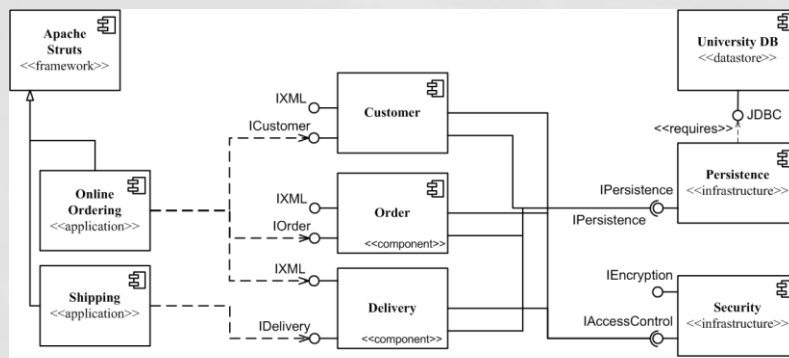 Apache
Struts
<<framework>>
University DB
<<datastore>>
JDBC
<<requires>>
IXML
ICustomer
Customer
Online
Ordering
<<application>>
IXML
IOrder
Order
<<component>>
IPersistence
IPersistence
Persistence
<<infrastructure>>
Shipping
<<application>>
IXML
IDelivery
Delivery
<<component>>
IEncryption
IAccessControl
Security
<<infrastructure>>